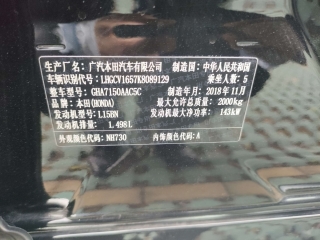 生产厂名：广汽本田汽车有限公司 制造国：中华人民共和国
车辆识别代号：LHGCV1657K8089129 乘坐人数：5
整车型号：GHA7150AAC5C 制造年月：2018年11月
品牌：本田(HONDA) 最大允许总质量：2000kg
发动机型号：L15BN 发动机最大净功率：143kW
发动机排量：1.498L
外观颜色代码：NH730 内饰颜色代码：A